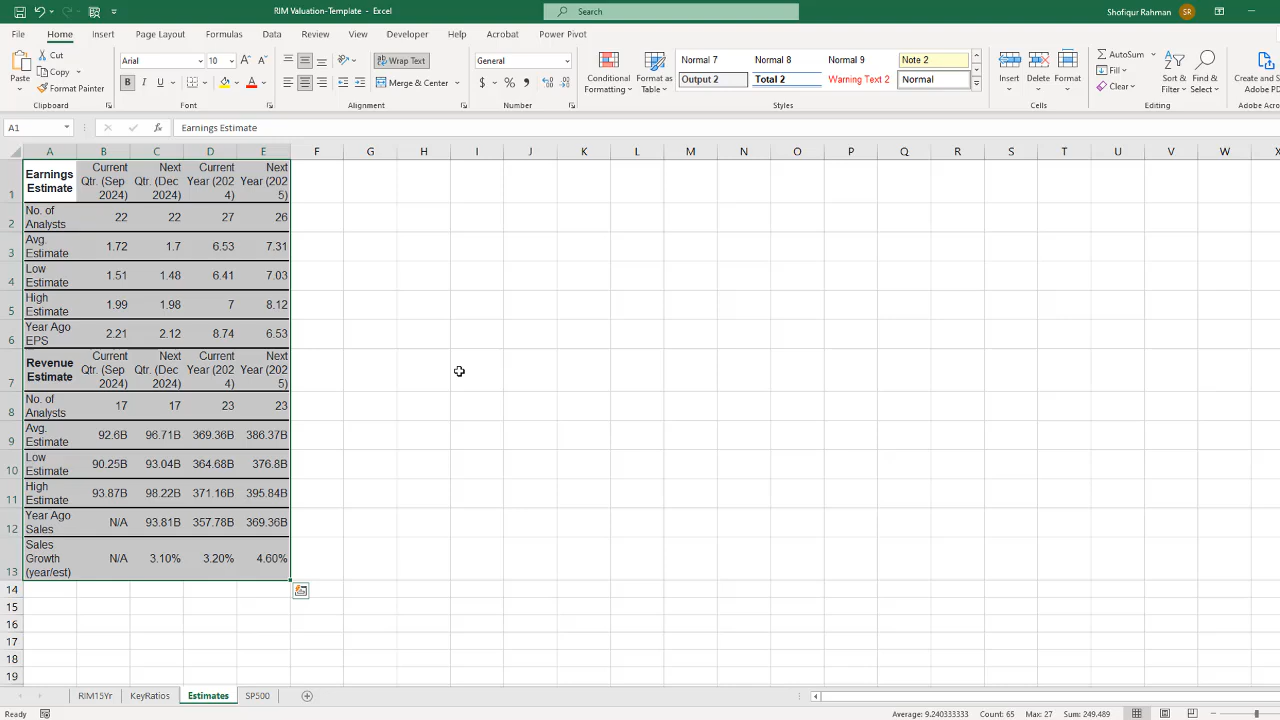 RIM Valuation-Template - Excel
Search
Shofiqur Rahman SR
File Home Insert Page Layout Formulas Data Review View Developer Help Acrobat Power Pivot
Paste
Cut
Copy
Format Painter
Clipboard
Arial 10
B I U
Font
Wrap Text
Merge & Center
Alignment
General
$ % ,
Number
Conditional Formatting
Format as Table
Normal 7 Normal 8 Normal 9 Note 2
Output 2 Total 2 Warning Text 2 Normal
Styles
Insert Delete Format
Cells
AutoSum
Fill
Clear
Sort & Filter
Find & Select
Editing
Create and S
Adobe PD
Adobe Acro
A1 fx Earnings Estimate
A B C D E F G H I J K L M N O P Q R S T U V W X
1 Earnings Estimate Current Qtr. (Sep 2024) Next Qtr. (Dec 2024) Current Year (2024) Next Year (2025)
2 No. of Analysts 22 22 27 26
3 Avg. Estimate 1.72 1.7 6.53 7.31
4 Low Estimate 1.51 1.48 6.41 7.03
5 High Estimate 1.99 1.98 7 8.12
6 Year Ago EPS 2.21 2.12 8.74 6.53
7 Revenue Estimate Current Qtr. (Sep 2024) Next Qtr. (Dec 2024) Current Year (2024) Next Year (2025)
8 No. of Analysts 17 17 23 23
9 Avg. Estimate 92.6B 96.71B 369.36B 386.37B
10 Low Estimate 90.25B 93.04B 364.68B 376.8B
11 High Estimate 93.87B 98.22B 371.16B 395.84B
12 Year Ago Sales N/A 93.81B 357.78B 369.36B
13 Sales Growth (year/est) N/A 3.10% 3.20% 4.60%
14
15
16
17
18
19
RIM15Yr KeyRatios Estimates SP500
Ready Average: 9.240333333 Count: 65 Max: 27 Sum: 249.489